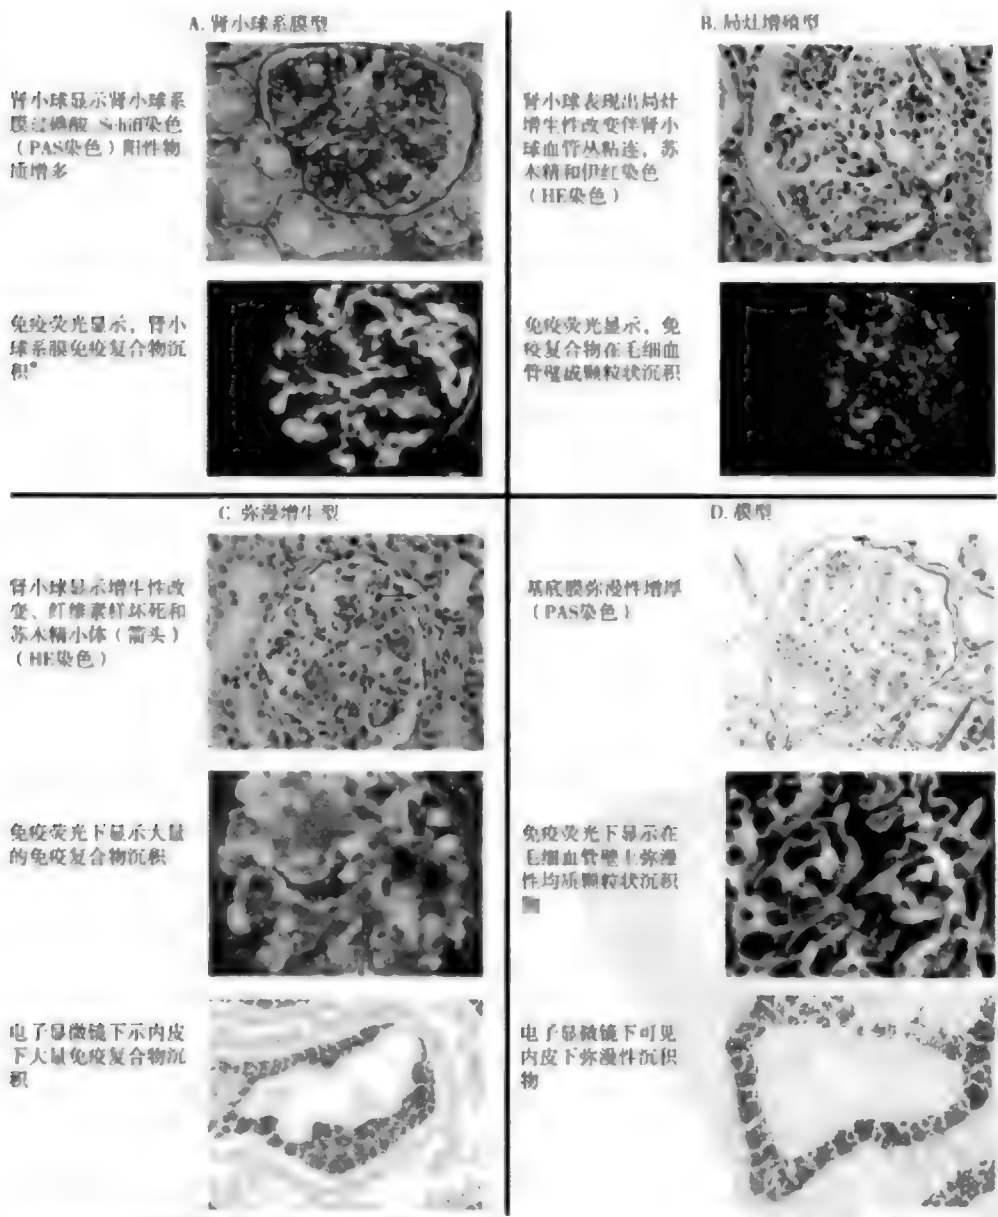 A. 肾小球系膜型
肾小球显示肾小球系
膜过碘酸 Schiff染色
（PAS染色）阳性物
质增多
免疫荧光显示，肾小
球系膜免疫复合物沉
积
B. 局灶增殖型
肾小球表现出局灶
增生性改变伴肾小
球血管丛粘连，苏
木精和伊红染色
（HE染色）
免疫荧光显示，免
疫复合物在毛细血
管壁成颗粒状沉积
C. 弥漫增生型
肾小球显示增生性改
变、纤维素样坏死和
苏木精小体（箭头）
（HE染色）
免疫荧光下显示大量
的免疫复合物沉积
电子显微镜下示内皮
下大量免疫复合物沉
积
D. 膜型
基底膜弥漫性增厚
（PAS染色）
免疫荧光下显示在
毛细血管壁上弥漫
性均质颗粒状沉积
电子显微镜下可见
内皮下弥漫性沉积
物